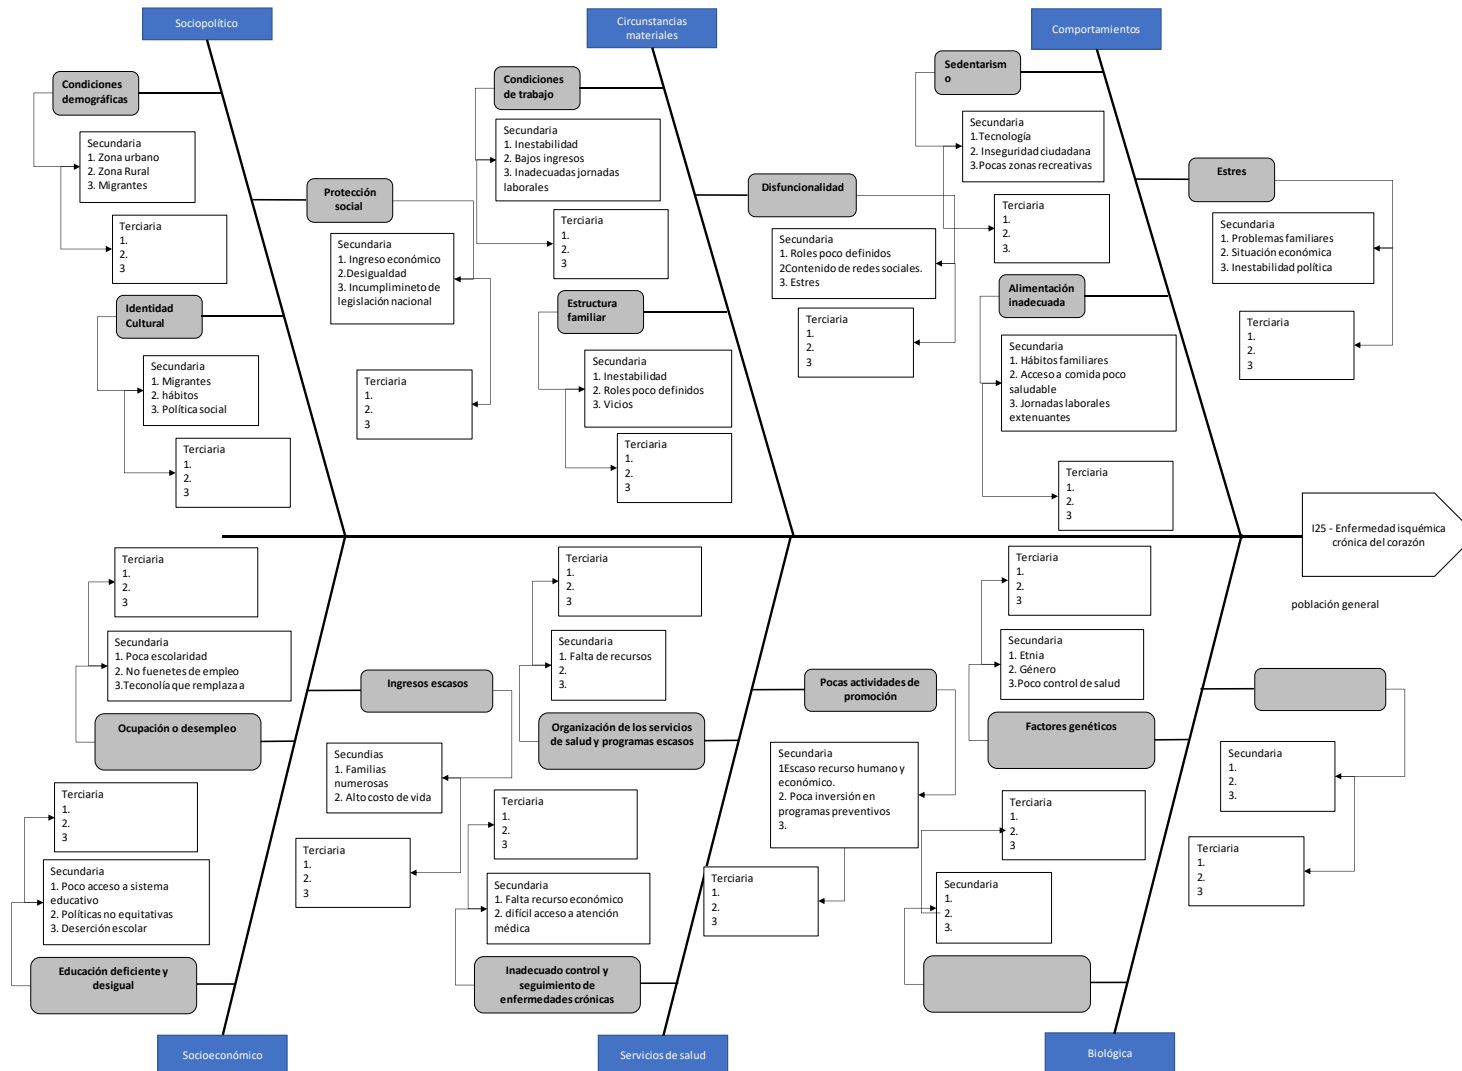 Sociopolítico
Circunstancias
materiales
Comportamientos
Condiciones
demográficas
Secundaria
1. Zona urbano
2. Zona Rural
3. Migrantes
Terciaria
1.
2.
3
Protección
social
Secundaria
1. Ingreso económico
2.Desigualdad
3. Incumplimineto de
legislación nacional
Terciaria
1.
2.
3
Identidad
Cultural
Secundaria
1. Migrantes
2. hábitos
3. Política social
Terciaria
1.
2.
3
Condiciones
de trabajo
Secundaria
1. Inestabilidad
2. Bajos ingresos
3. Inadecuadas jornadas
laborales
Terciaria
1.
2.
3
Disfuncionalidad
Secundaria
1. Roles poco definidos
2Contenido de redes sociales.
3. Estres
Terciaria
1.
2.
3
Estructura
familiar
Secundaria
1. Inestabilidad
2. Roles poco definidos
3. Vicios
Terciaria
1.
2.
3
Sedentarism
o
Secundaria
1.Tecnología
2. Inseguridad ciudadana
3.Pocas zonas recreativas
Terciaria
1.
2.
3.
Estres
Secundaria
1. Problemas familiares
2. Situación económica
3. Inestabilidad política
Terciaria
1.
2.
3
Alimentación
inadecuada
Secundaria
1. Hábitos familiares
2. Acceso a comida poco
saludable
3. Jornadas laborales
extenuantes
Terciaria
1.
2.
3
I25 - Enfermedad isquémica
crónica del corazón
población general
Terciaria
1.
2.
3
Secundaria
1. Poca escolaridad
2. No fuenetes de empleo
3.Teconolía que remplaza a
Ocupación o desempleo
Ingresos escasos
Secundias
1. Familias
numerosas
2. Alto costo de vida
Terciaria
1.
2.
3
Terciaria
1.
2.
3
Secundaria
1. Poco acceso a sistema
educativo
2. Políticas no equitativas
3. Deserción escolar
Educación deficiente y
desigual
Socioeconómico
Terciaria
1.
2.
3
Secundaria
1. Falta de recursos
2.
3.
Organización de los servicios
de salud y programas escasos
Pocas actividades de
promoción
Secundaria
1Escaso recurso humano y
económico.
2. Poca inversión en
programas preventivos
3.
Terciaria
1.
2.
3
Terciaria
1.
2.
3
Secundaria
1. Falta recurso económico
2. difícil acceso a atención
médica
Inadecuado control y
seguimiento de
enfermedades crónicas
Servicios de salud
Terciaria
1.
2.
3
Secundaria
1. Etnia
2. Género
3.Poco control de salud
Factores genéticos
Secundaria
1.
2.
3.
Terciaria
1.
2.
3
Terciaria
1.
2.
3
Secundaria
1.
2.
3.
Biológica